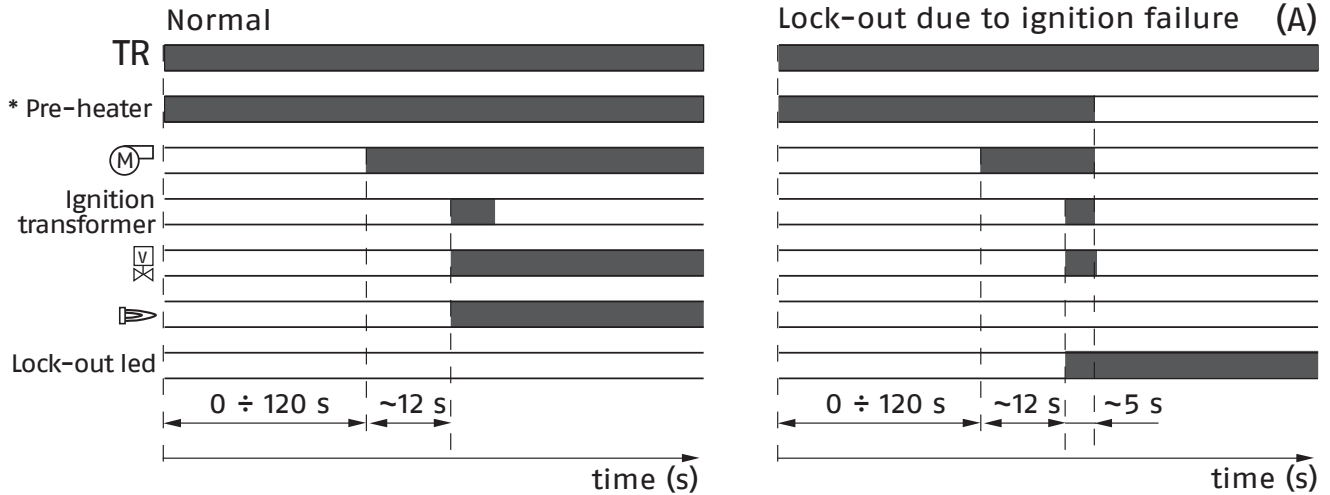 Normal
Lock-out due to ignition failure (A)
TR
* Pre-heater
M
Ignition
transformer
V
Lock-out led
0 ÷ 120 s
~12 s
0 ÷ 120 s
~12 s
~5 s
time (s)
time (s)